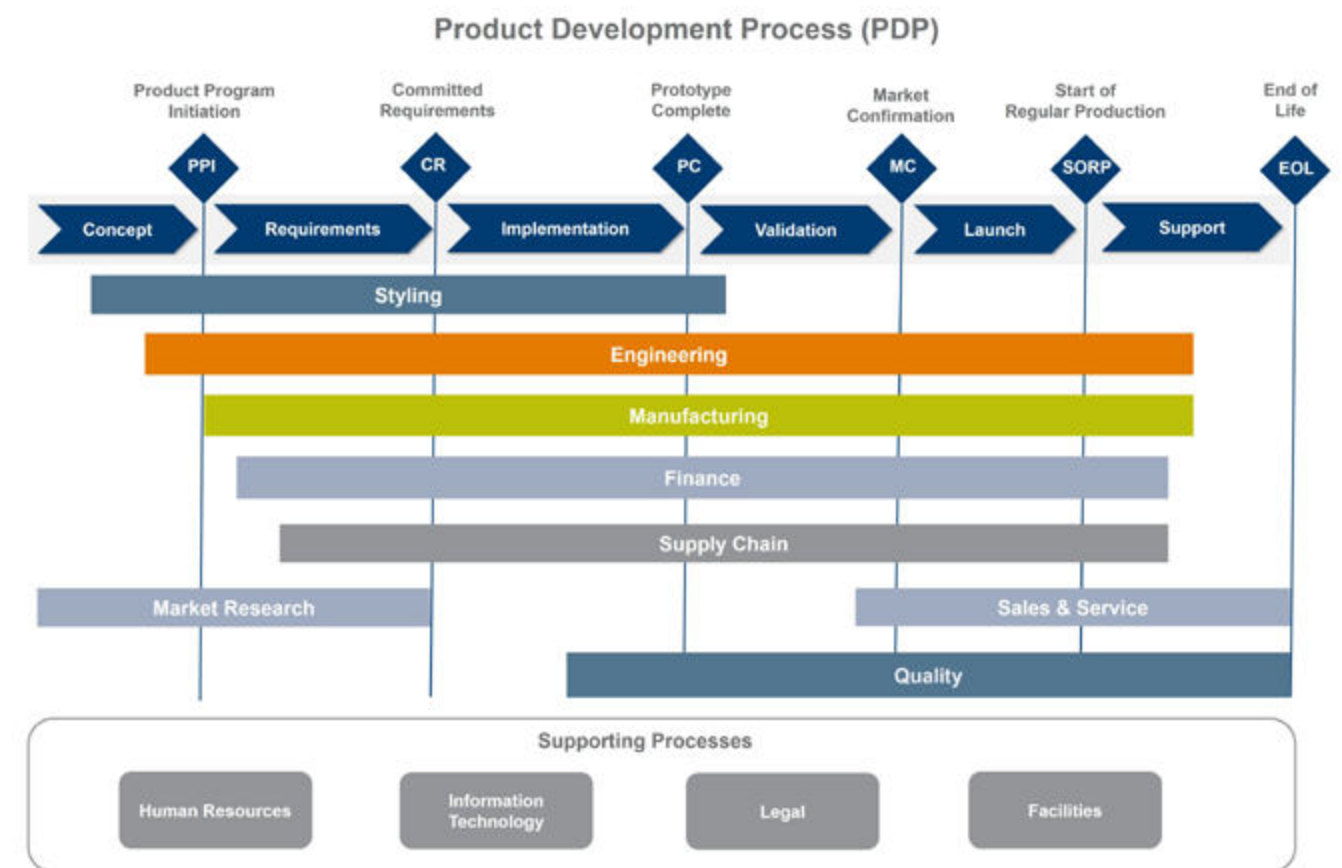 Product Development Process (PDP)
Product Program
Initiation
Committed
Requirements
Prototype
Complete
Market
Confirmation
Start of
Regular Production
End of
Life
PPI
CR
PC
MC
SORP
EOL
Concept
Requirements
Implementation
Validation
Launch
Support
Styling
Engineering
Manufacturing
Finance
Supply Chain
Market Research
Sales & Service
Quality
Supporting Processes
Human Resources
Information
Technology
Legal
Facilities